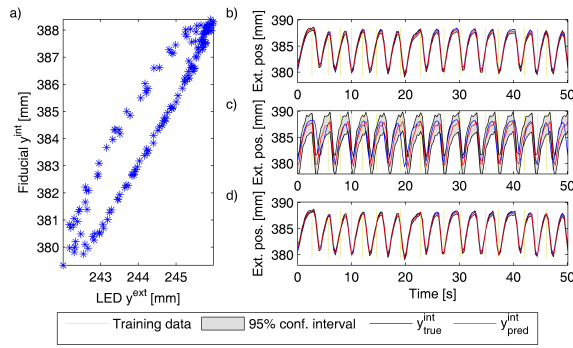 a)
388
387
386
385
384
383
382
381
380
Fiducial y^int [mm]
243 244 245
LED y^ext [mm]
b)
390
385
380
Ext. pos [mm]
0 10 20 30 40 50
c)
390
385
380
Ext. pos. [mm]
0 10 20 30 40 50
d)
390
385
380
Ext. pos. [mm]
0 10 20 30 40 50
Time [s]
Training data 95% conf. interval y^int_true y^int_pred